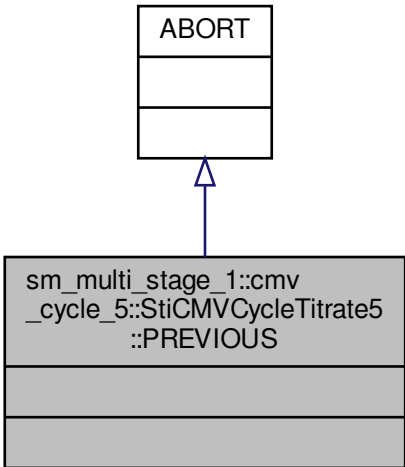 ABORT
sm_multi_stage_1::cmv
_cycle_5::StiCMVCycleTitrate5
::PREVIOUS